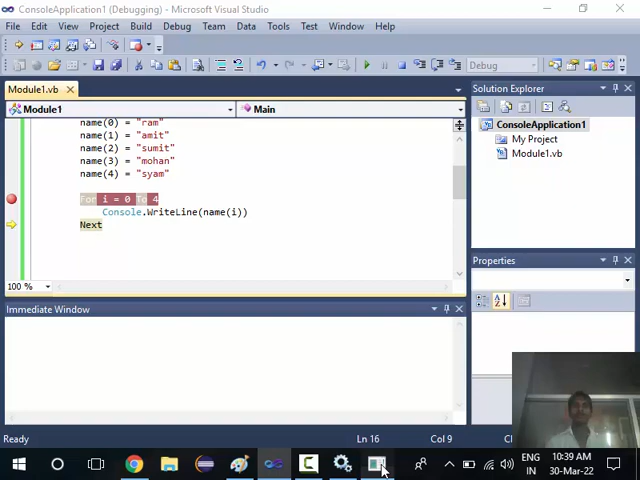 ConsoleApplication1 (Debugging) - Microsoft Visual Studio
File Edit View Project Build Debug Team Data Tools Test Window Help
Debug
Module1.vb
Module1 Main
name(0) = "ram"
name(1) = "amit"
name(2) = "sumit"
name(3) = "mohan"
name(4) = "syam"
For i = 0 To 4
Console.WriteLine(name(i))
Next
100 %
Solution Explorer
ConsoleApplication1
My Project
Module1.vb
Properties
Immediate Window
Ready Ln 16 Col 9
ENG 10:39 AM
IN 30-Mar-22